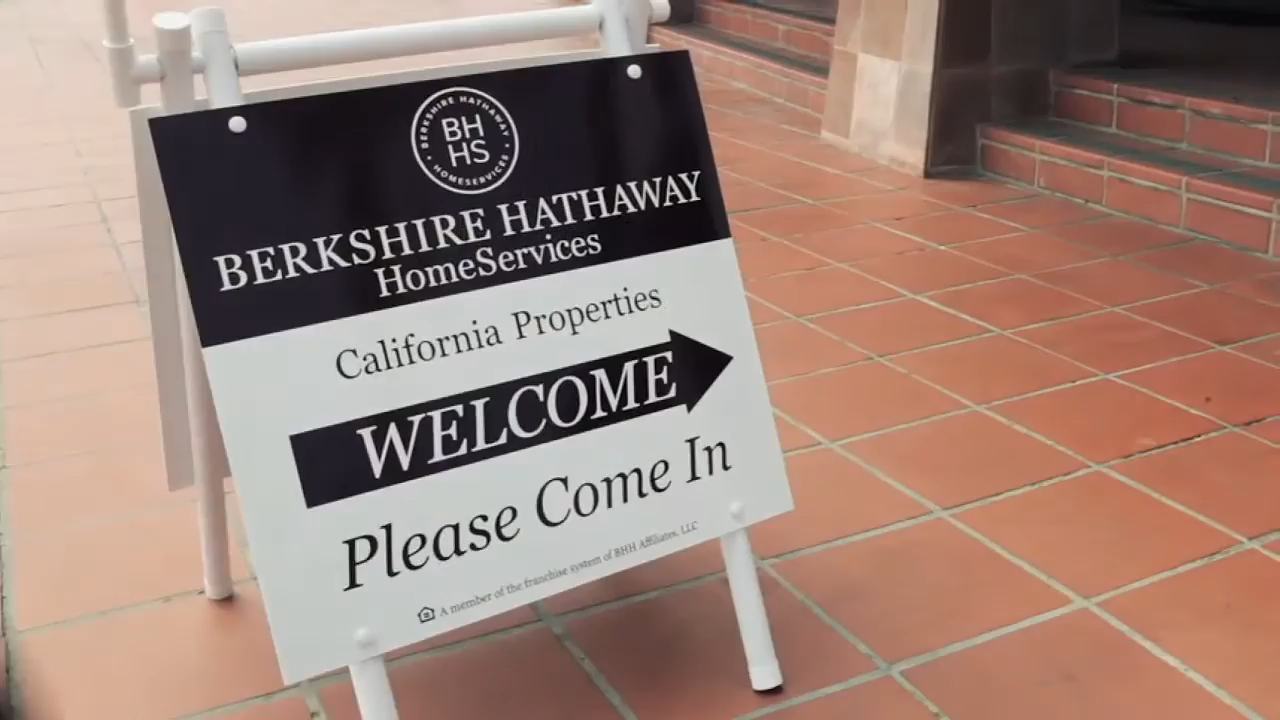 BERKSHIRE HATHAWAY
BH
HS
HOMESERVICES
BERKSHIRE HATHAWAY
HomeServices
California Properties
WELCOME
Please Come In
A member of the franchise system of BHH Affiliates, LLC